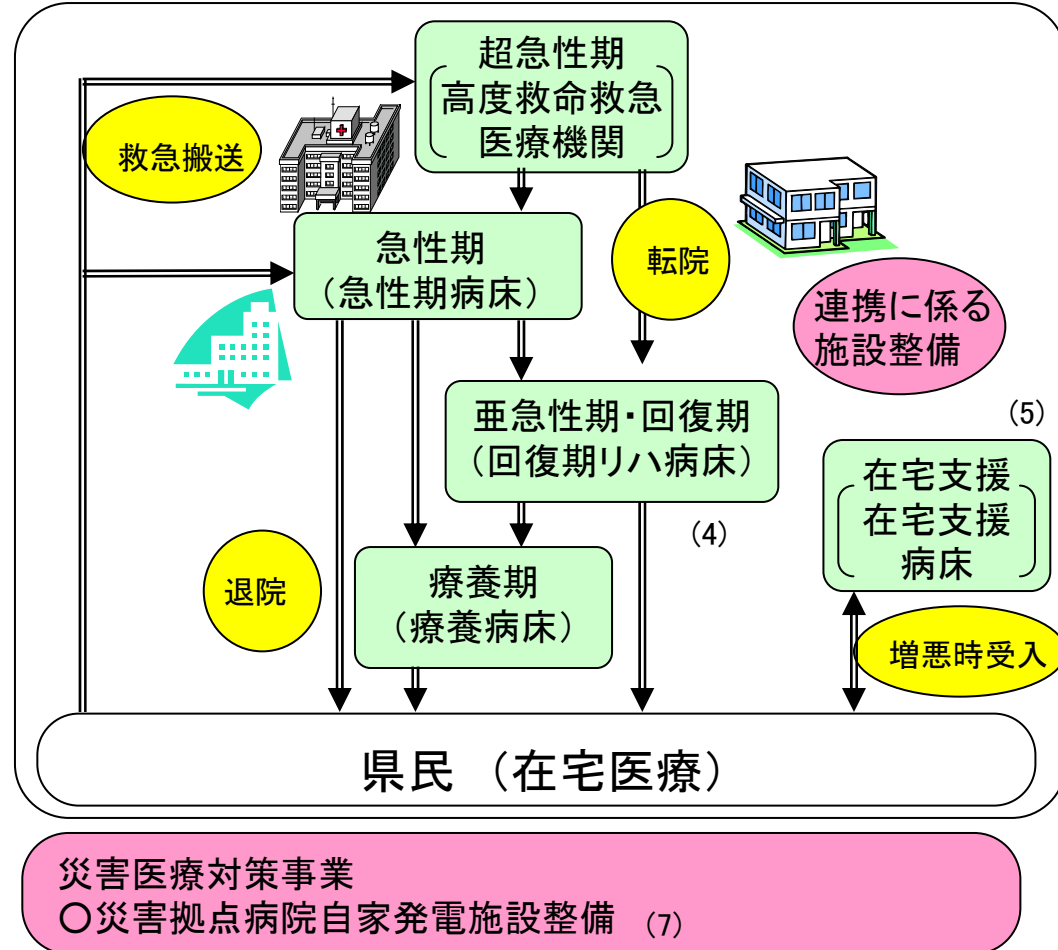 超急性期
高度救命救急
医療機関
救急搬送
急性期
（急性期病床）
転院
連携に係る
施設整備
亜急性期・回復期
（回復期リハ病床）
(5)
在宅支援
在宅支援
病床
(4)
退院
療養期
（療養病床）
増悪時受入
県民 （在宅医療）
災害医療対策事業
〇災害拠点病院自家発電施設整備 (7)